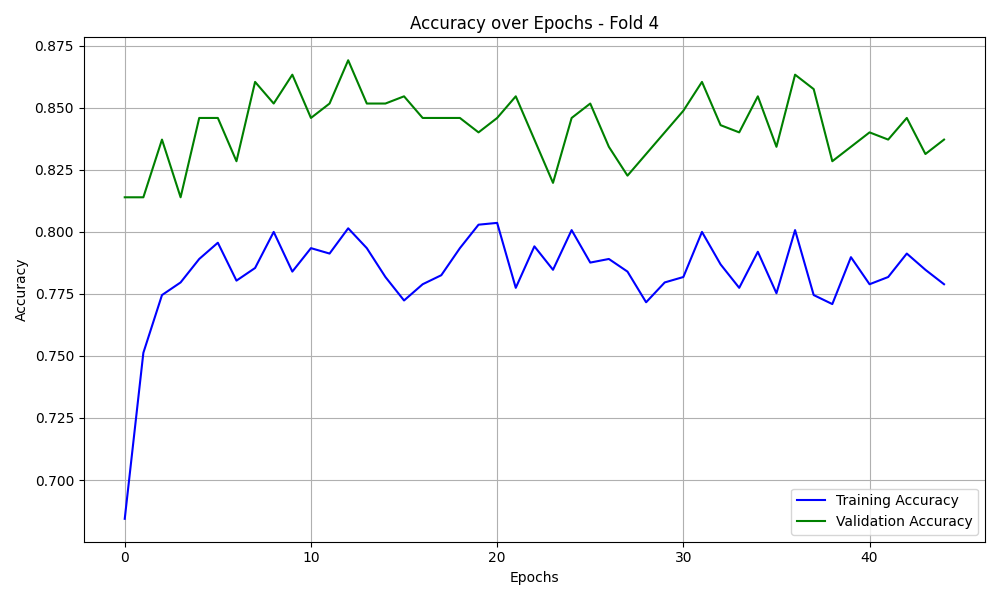 Accuracy over Epochs - Fold 4
0.875
0.850
0.825
0.800
0.775
0.750
0.725
0.700
Accuracy
0
10
20
30
40
Epochs
Training Accuracy
Validation Accuracy